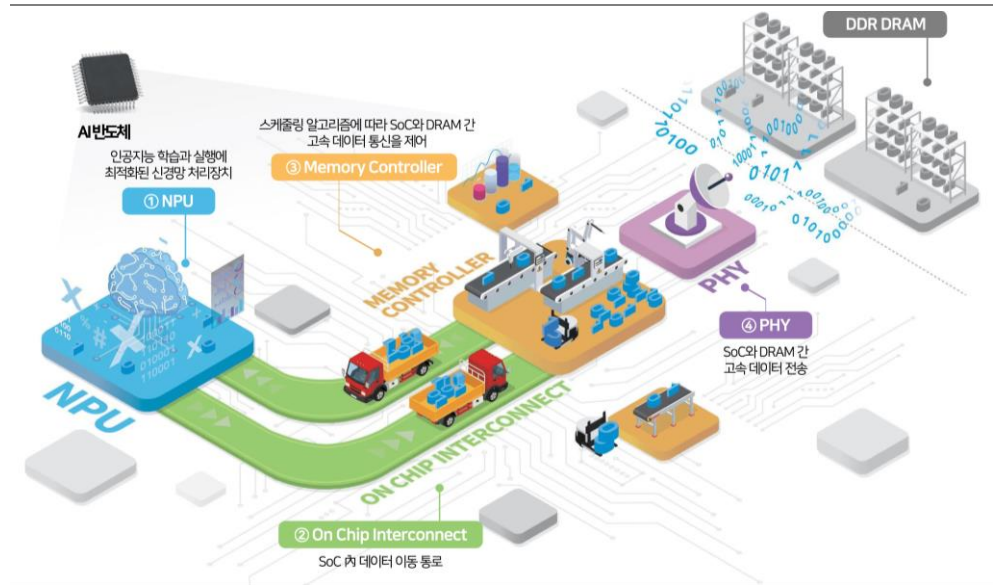 DDR DRAM
AI 반도체
인공지능 학습과 실행에
최적화된 신경망 처리장치
① NPU
스케줄링 알고리즘에 따라 SoC와 DRAM 간
고속 데이터 통신을 제어
③ Memory Controller
MEMORY
CONTROLLER
PHY
④ PHY
SoC와 DRAM 간
고속 데이터 전송
NPU
ON CHIP INTERCONNECT
② On Chip Interconnect
SoC 內 데이터 이동 통로